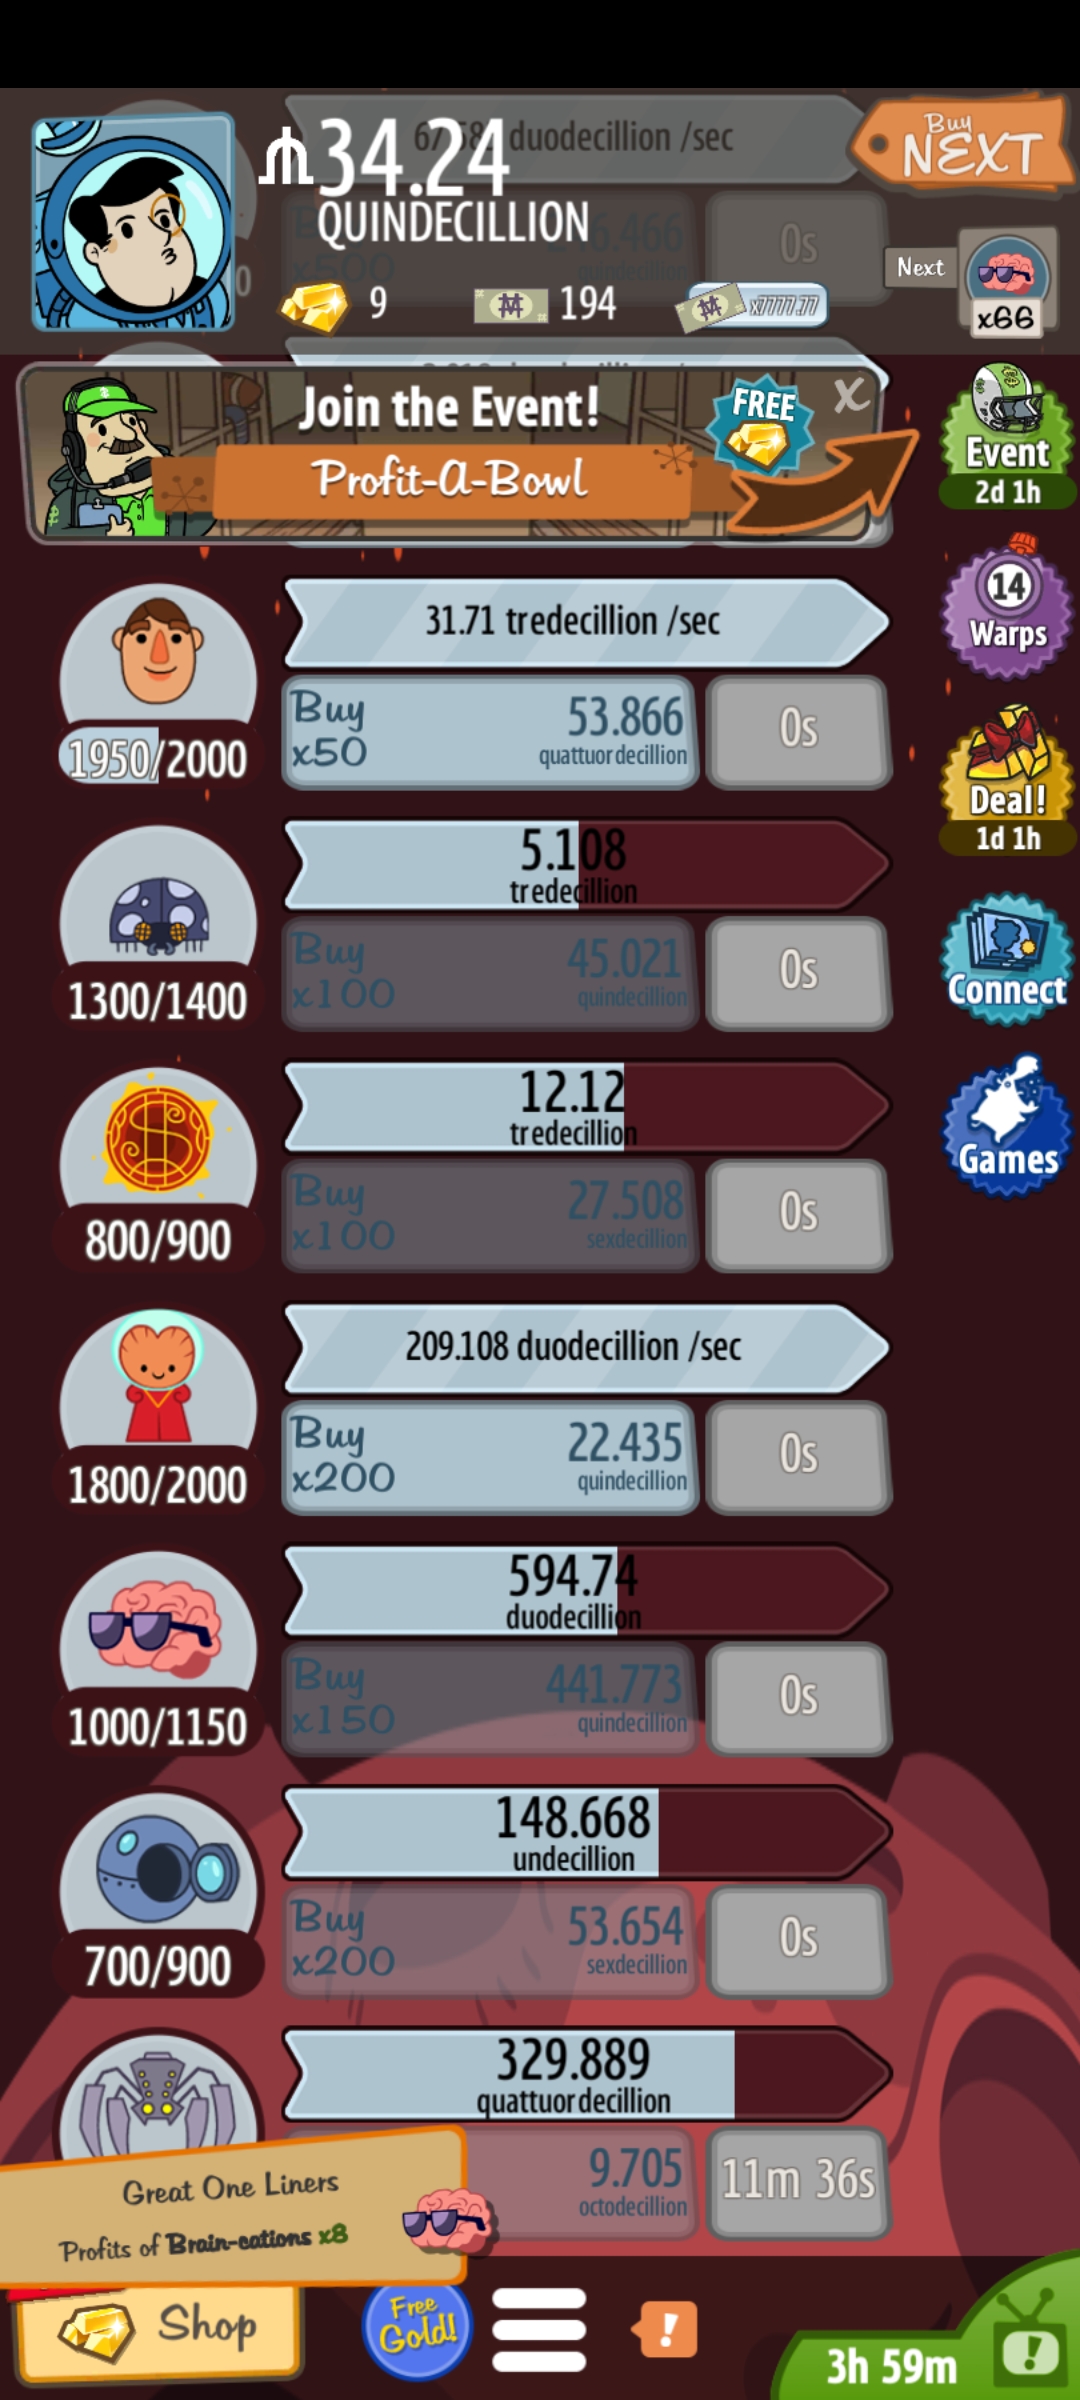 duodecillion /sec
34.24
QUINDECILLION
Buy
NEXT
x500
0s
Next
x66
9
194
x7777.77
Join the Event!
Profit-A-Bowl
FREE
X
Event
2d 1h
31.71 tredecillion /sec
Buy
x50
53.866
quattuordecillion
0s
1950/2000
14
Warps
Deal!
1d 1h
5.108
tredecillion
Buy
x100
45.021
quindecillion
0s
1300/1400
Connect
12.12
tredecillion
Buy
x100
27.508
sexdecillion
0s
800/900
Games
209.108 duodecillion /sec
Buy
x200
22.435
quindecillion
0s
1800/2000
594.74
duodecillion
Buy
x150
441.773
quindecillion
0s
1000/1150
148.668
undecillion
Buy
x200
53.654
sexdecillion
0s
700/900
329.889
quattuordecillion
9.705
octodecillion
11m 36s
Great One Liners
Profits of Brain-cations x8
Shop
Free
Gold!
!
3h 59m
!